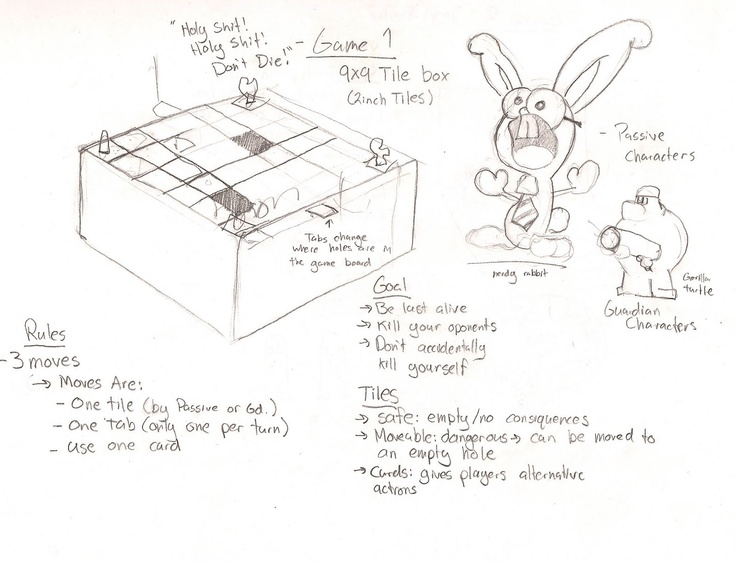 "Holy shit!
Holy shit!
Don't Die!" - Game 1
9x9 Tile box
(2inch Tiles)
- Passive
Characters
Tabs change
where holes are in
the game board
nerdy rabbit
Gorilla
turtle
Guardian
Characters
Goal
→ Be last alive
→ Kill your oponents
→ Don't accidentally
kill yourself
Rules
- 3 moves
→ Moves Are:
- One tile (by Passive or Gd.)
- One Tab (only one per turn)
- use one card
Tiles
→ safe: empty/no consiquences
→ Moveable: dangerous → can be moved to
an empty hole
→ Cards: gives players alternative
actions